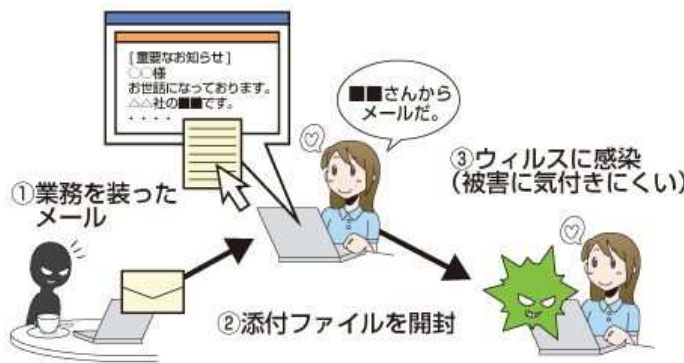 [重要なお知らせ]
○○様
お世話になっております。
△△社の■■です。
・・・・
■■さんから
メールだ。
①業務を装った
メール
②添付ファイルを開封
③ウィルスに感染
(被害に気付きにくい)